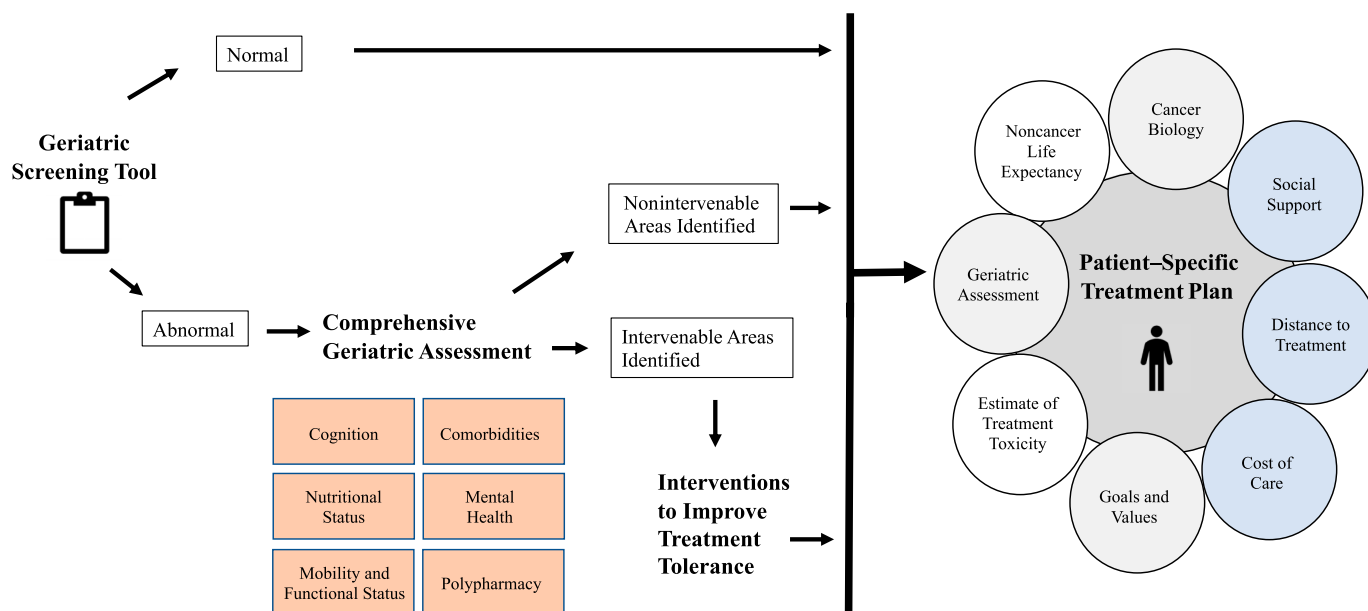 Normal
Geriatric
Screening Tool
Abnormal
Comprehensive
Geriatric Assessment
Cognition
Comorbidities
Nutritional
Status
Mental
Health
Mobility and
Functional Status
Polypharmacy
Nonintervenable
Areas Identified
Intervenable Areas
Identified
Interventions
to Improve
Treatment
Tolerance
Patient–Specific
Treatment Plan
Cancer
Biology
Social
Support
Distance to
Treatment
Cost of
Care
Goals and
Values
Estimate of
Treatment
Toxicity
Geriatric
Assessment
Noncancer
Life
Expectancy